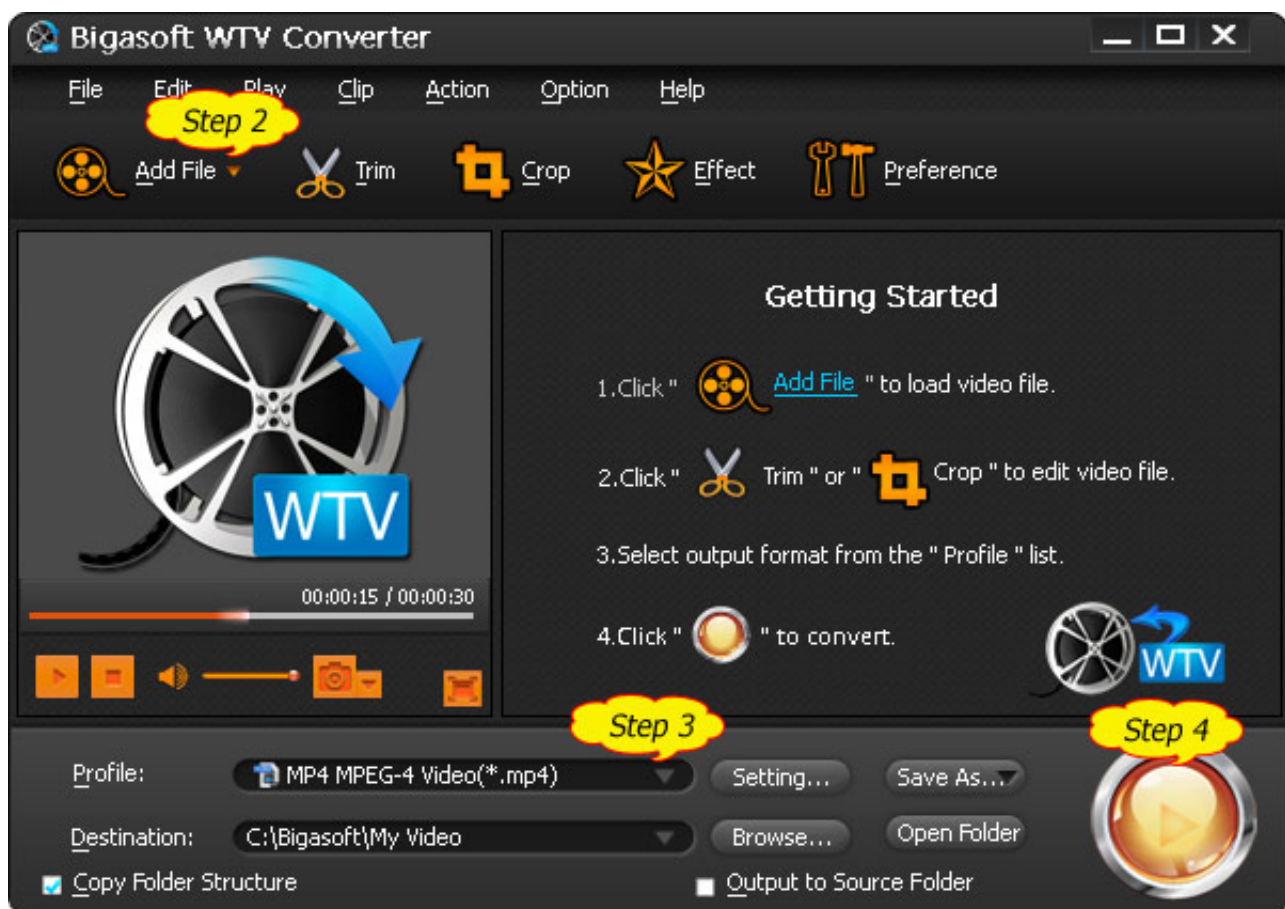 Bigasoft WTV Converter
File Edit Play Clip Action Option Help
Step 2
Add File Trim Crop Effect Preference
WTV
00:00:15 / 00:00:30
Getting Started
1.Click " Add File " to load video file.
2.Click " Trim " or " Crop " to edit video file.
3.Select output format from the " Profile " list.
4.Click " " to convert.
WTV
Step 3
Step 4
Profile: MP4 MPEG-4 Video(*.mp4) Setting... Save As...
Destination: C:\Bigasoft\My Video Browse... Open Folder
Copy Folder Structure Output to Source Folder